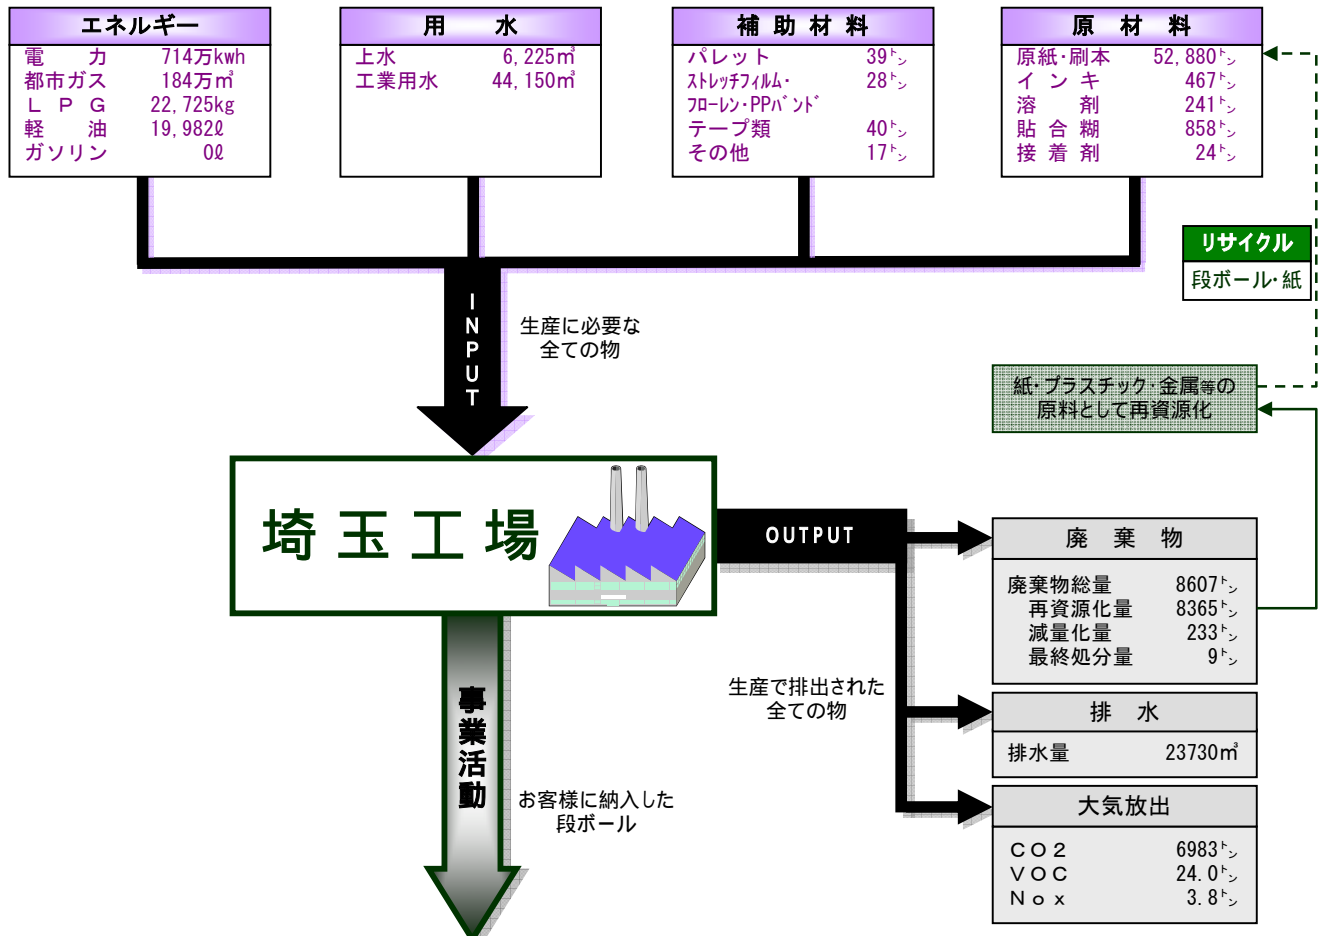 エネルギー
電力 714万kwh
都市ガス 184万㎥
ＬＰＧ 22,725kg
軽油 19,982ℓ
ガソリン 0ℓ
用水
上水 6,225㎥
工業用水 44,150㎥
補助材料
パレット 39㌧
ｽﾄﾚｯﾁﾌｨﾙﾑ・ 28㌧
ﾌﾛｰﾚﾝ・PPﾊﾞﾝﾄﾞ
テープ類 40㌧
その他 17㌧
原材料
原紙・刷本 52,880㌧
インキ 467㌧
溶剤 241㌧
貼合糊 858㌧
接着剤 24㌧
リサイクル
段ボール・紙
INPUT
生産に必要な
全ての物
紙・プラスチック・金属等の
原料として再資源化
埼玉工場
OUTPUT
廃棄物
廃棄物総量 8607㌧
再資源化量 8365㌧
減量化量 233㌧
最終処分量 9㌧
生産で排出された
全ての物
排水
排水量 23730㎥
大気放出
ＣＯ２ 6983㌧
ＶＯＣ 24.0㌧
Ｎｏｘ 3.8㌧
事業活動
お客様に納入した
段ボール